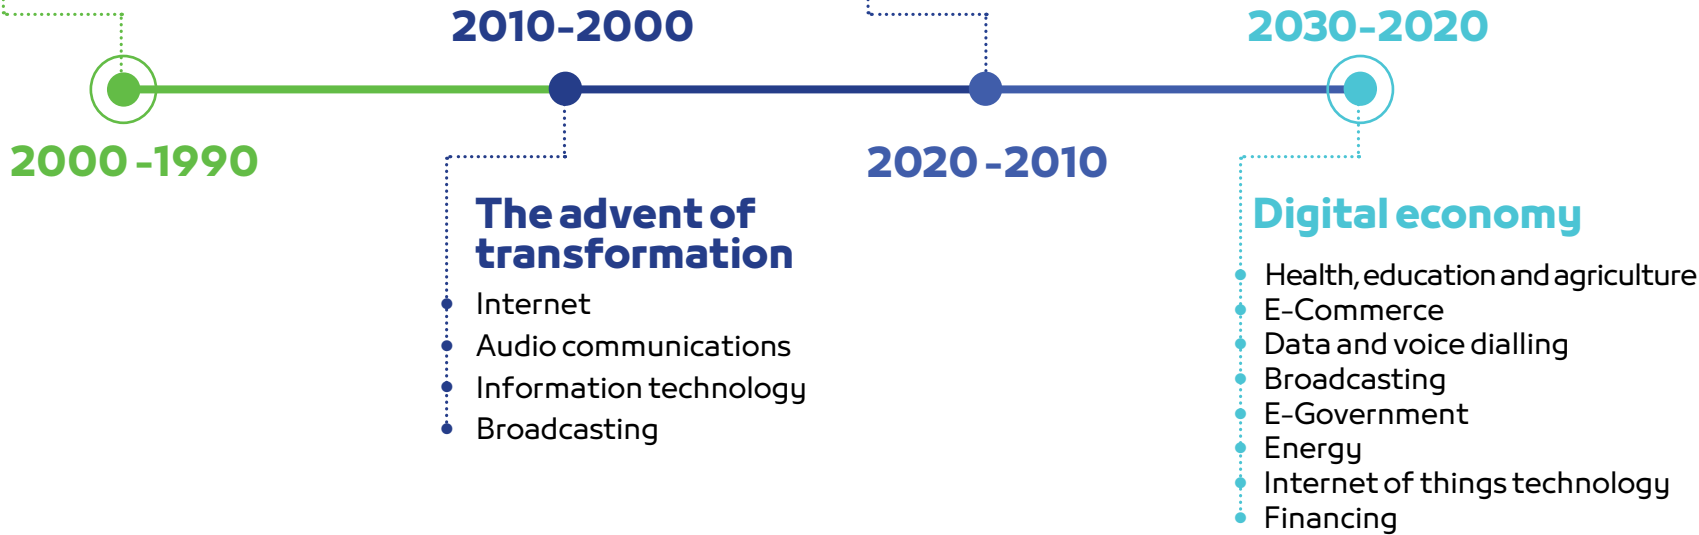 2010-2000
2030-2020
2000 -1990
2020 -2010
The advent of
transformation
Internet
Audio communications
Information technology
Broadcasting
Digital economy
Health, education and agriculture
E-Commerce
Data and voice dialling
Broadcasting
E-Government
Energy
Internet of things technology
Financing